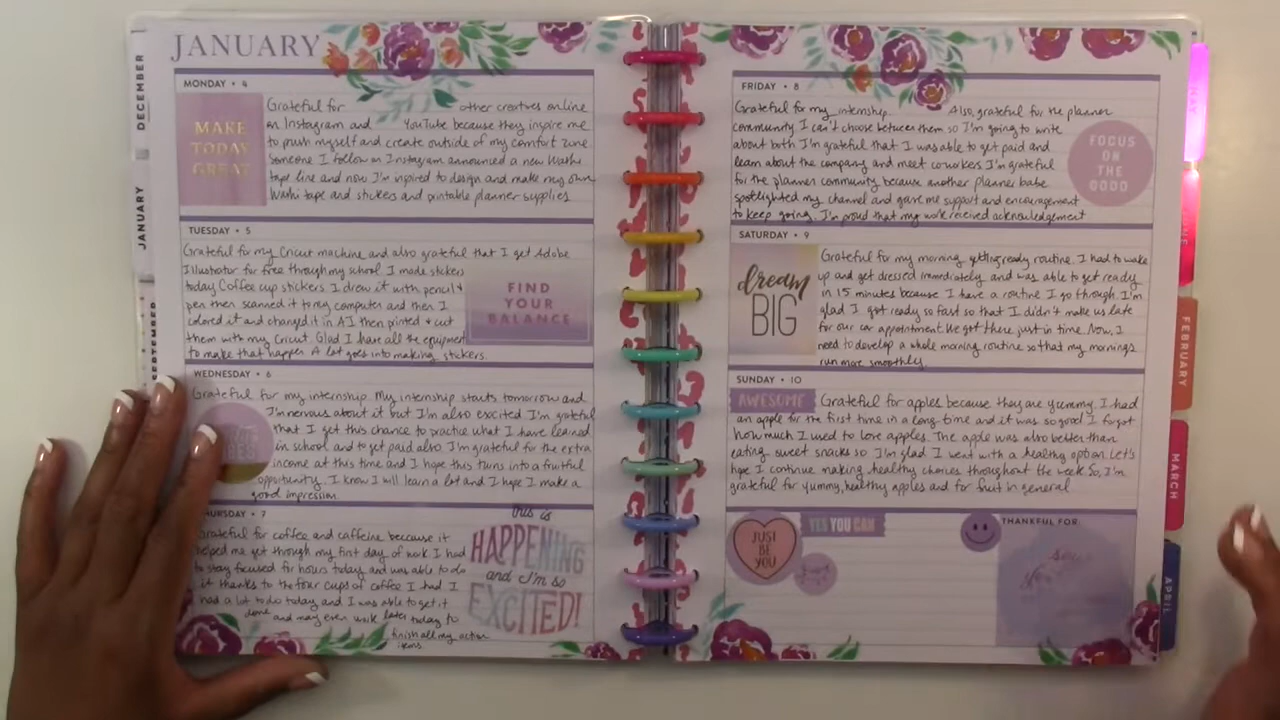 JANUARY
DECEMBER
JANUARY
SEPTEMBER
MONDAY • 4
MAKE
TODAY
GREAT
Grateful for other creatives online
on Instagram and YouTube because they inspire me
to push myself and create outside of my comfort zone.
Someone I follow on Instagram announced a new washi
tape line and now I'm inspired to design and make my own
washi tape and stickers and printable planner supplies
TUESDAY • 5
Grateful for my Cricut machine and also grateful that I get Adobe
Illustrator for free through my school. I made stickers
today. Coffee cup stickers. I drew it with pencil +
pen then scanned it to my computer and then I
colored it and changed it in AI then printed + cut
them with my Cricut. Glad I have all the equipment
to make that happen. A lot goes into making stickers.
FIND
YOUR
BALANCE
WEDNESDAY • 6
Grateful for my internship. My internship starts tomorrow and
I'm nervous about it but I'm also excited. I'm grateful
that I get this chance to practice what I have learned
in school and to get paid also. I'm grateful for the extra
income at this time and I hope this turns into a fruitful
opportunity. I know I will learn a lot and I hope I make a
good impression.
VIBES
THURSDAY • 7
Grateful for coffee and caffeine because it
helped me get though my first day of work. I had
to stay focused for hours today and was able to do
it thanks to the four cups of coffee I had. I
had a lot to do today and I was able to get it
done and may even work later today to
finish all my action
items
this is
HAPPENING
and I'm so
EXCITED!
FRIDAY • 8
Grateful for my internship Also, grateful for the planner
community. I can't choose between them so I'm going to write
about both. I'm grateful that I was able to get paid and
learn about the company and meet coworkers. I'm grateful
for the planner community because another planner babe
spotlighted my channel and gave me support and encouragement
to keep going. I'm proud that my work received acknowledgement
FOCUS
ON
THE
GOOD
SATURDAY • 9
dream
BIG
Grateful for my morning getting ready routine. I had to wake
up and get dressed immediately and was able to get ready
in 15 minutes because I have a routine I go through. I'm
glad I got ready so fast so that I didn't make us late
for our car appointment. We got there just in time. Now, I
need to develop a whole morning routine so that my mornings
run more smoothly.
SUNDAY • 10
AWESOME
Grateful for apples because they are yummy. I had
an apple for the first time in a long time and it was so good. I forgot
how much I used to love apples. The apple was also better than
eating sweet snacks so I'm glad I went with a healthy option. Let's
hope I continue making healthy choices throughout the week. So, I'm
grateful for yummy, healthy apples and for fruit in general
JUST
BE
YOU
YES YOU CAN
THANKFUL FOR:
MAY
JUNE
FEBRUARY
MARCH
APRIL